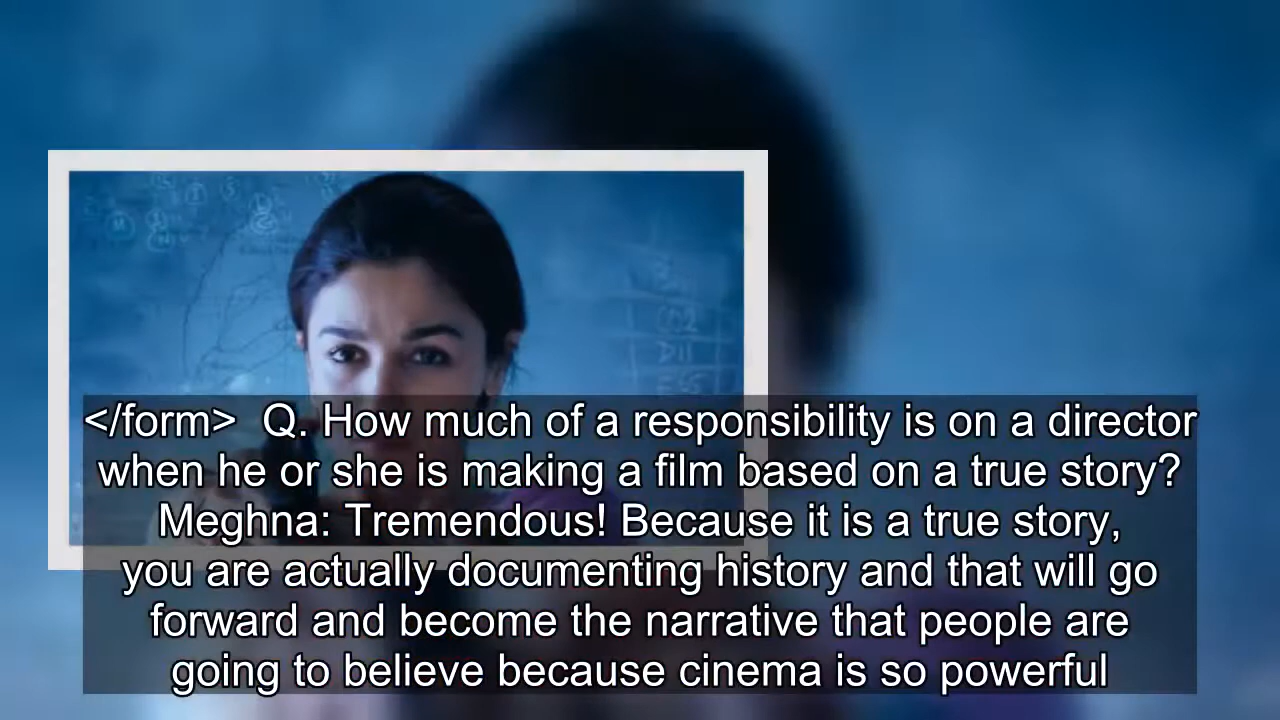 </form>  Q. How much of a responsibility is on a director
when he or she is making a film based on a true story?
Meghna: Tremendous! Because it is a true story,
you are actually documenting history and that will go
forward and become the narrative that people are
going to believe because cinema is so powerful
D11